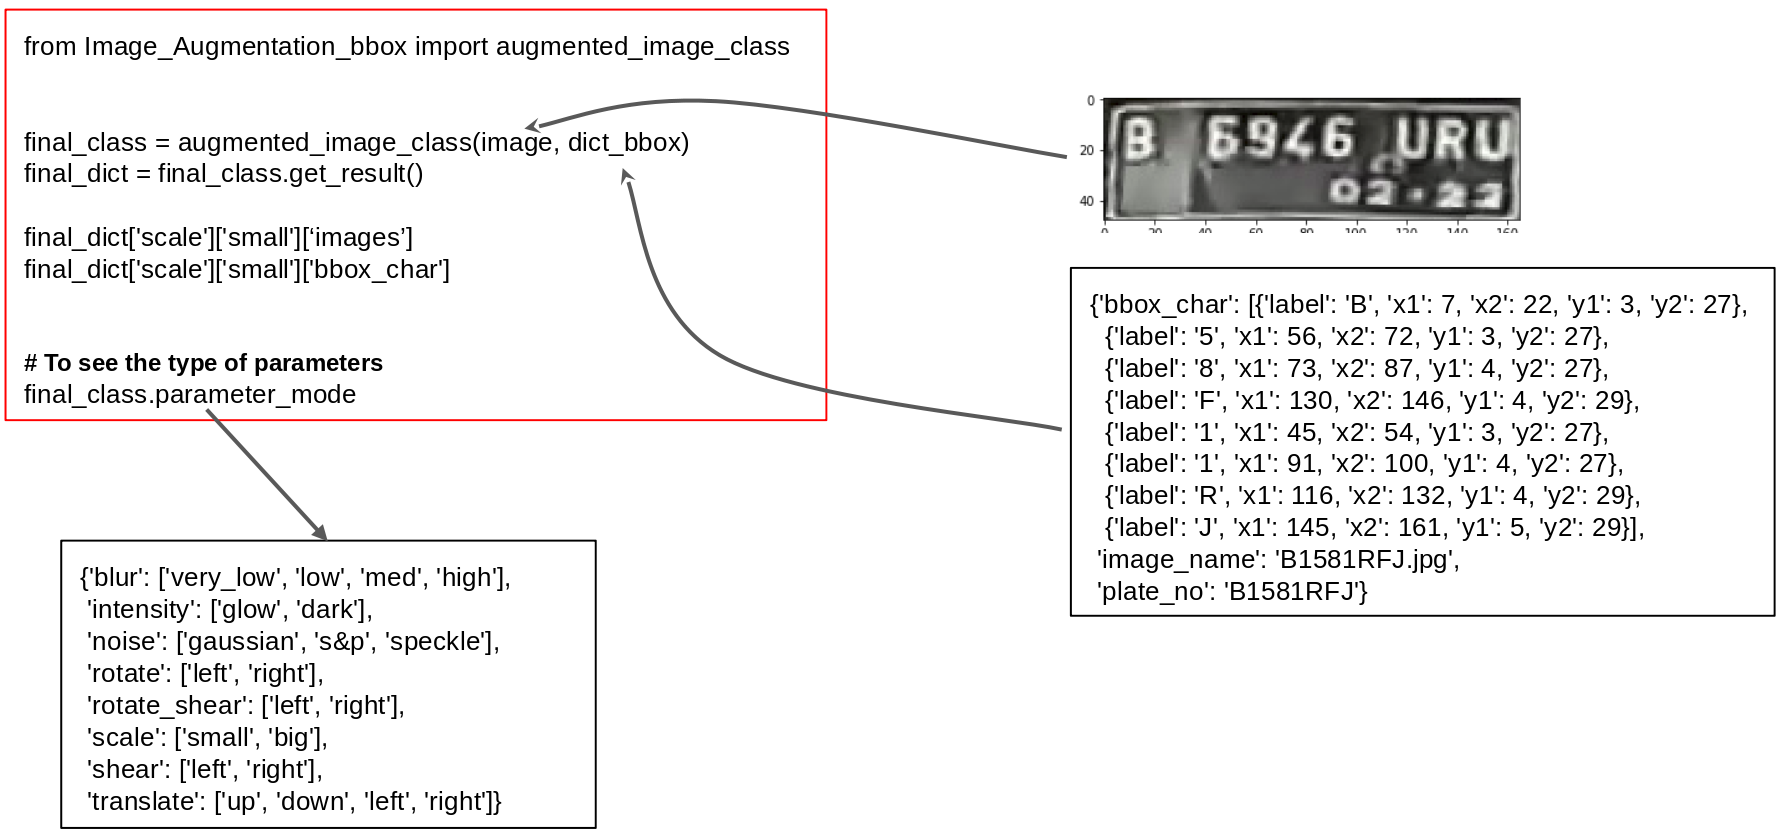 from Image_Augmentation_bbox import augmented_image_class
final_class = augmented_image_class(image, dict_bbox)
final_dict = final_class.get_result()
final_dict['scale']['small'][‘images’]
final_dict['scale']['small']['bbox_char']
# To see the type of parameters
final_class.parameter_mode
0
20
40
B 6946 URU
02·22
0 20 40 60 80 100 120 140 160
{'bbox_char': [{'label': 'B', 'x1': 7, 'x2': 22, 'y1': 3, 'y2': 27},
{'label': '5', 'x1': 56, 'x2': 72, 'y1': 3, 'y2': 27},
{'label': '8', 'x1': 73, 'x2': 87, 'y1': 4, 'y2': 27},
{'label': 'F', 'x1': 130, 'x2': 146, 'y1': 4, 'y2': 29},
{'label': '1', 'x1': 45, 'x2': 54, 'y1': 3, 'y2': 27},
{'label': '1', 'x1': 91, 'x2': 100, 'y1': 4, 'y2': 27},
{'label': 'R', 'x1': 116, 'x2': 132, 'y1': 4, 'y2': 29},
{'label': 'J', 'x1': 145, 'x2': 161, 'y1': 5, 'y2': 29}],
'image_name': 'B1581RFJ.jpg',
'plate_no': 'B1581RFJ'}
{'blur': ['very_low', 'low', 'med', 'high'],
'intensity': ['glow', 'dark'],
'noise': ['gaussian', 's&p', 'speckle'],
'rotate': ['left', 'right'],
'rotate_shear': ['left', 'right'],
'scale': ['small', 'big'],
'shear': ['left', 'right'],
'translate': ['up', 'down', 'left', 'right']}